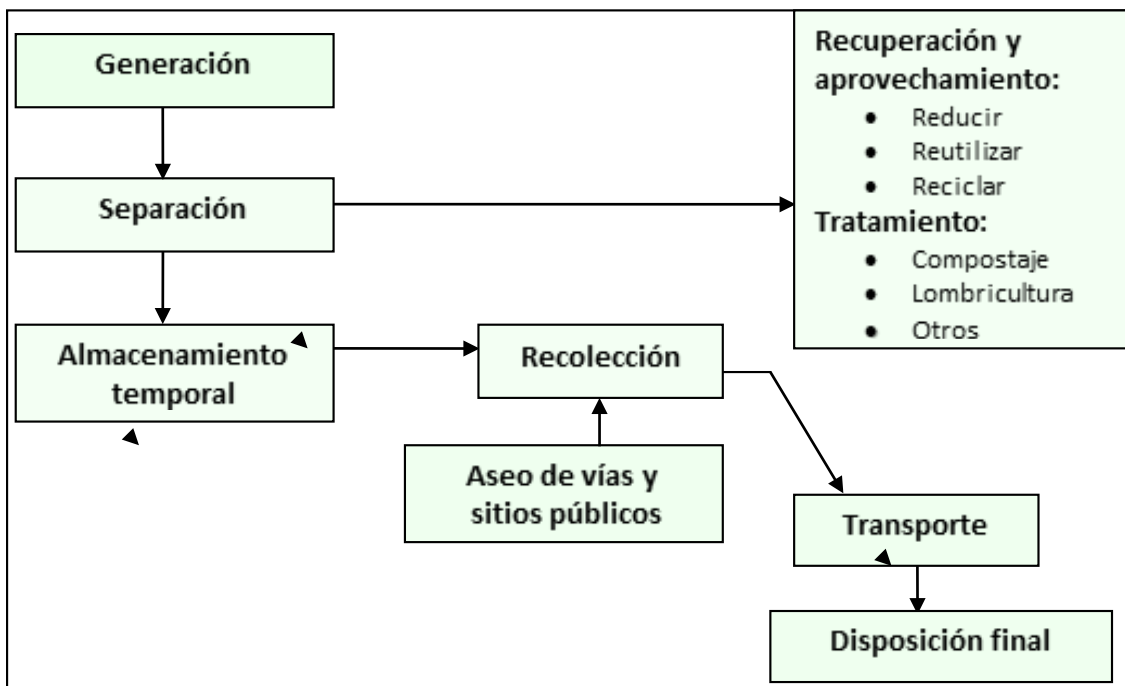 Generación
Recuperación y
aprovechamiento:
• Reducir
• Reutilizar
• Reciclar
Tratamiento:
• Compostaje
• Lombricultura
• Otros
Separación
Almacenamiento
temporal
Recolección
Aseo de vías y
sitios públicos
Transporte
Disposición final